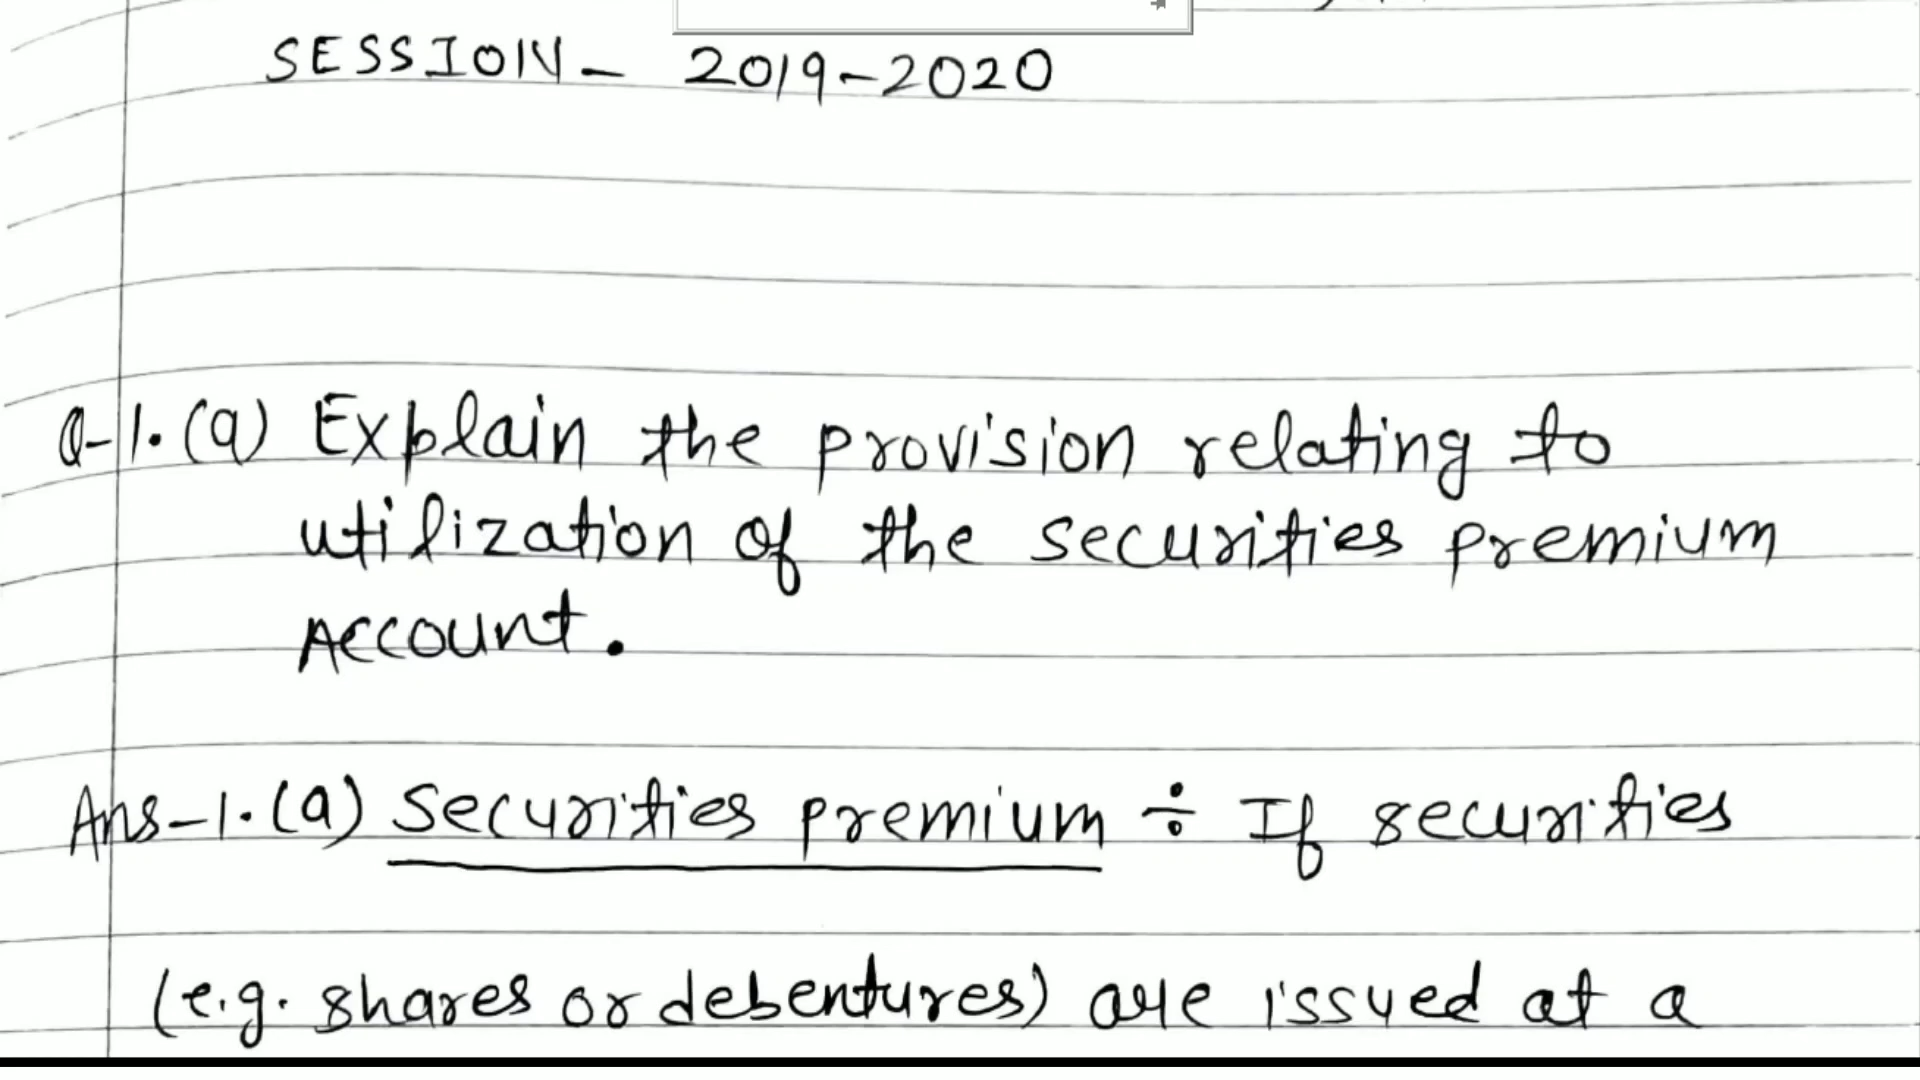 SESSION - 2019-2020
Q-1. (a) Explain the provision relating to
utilization of the securities premium
Account.
Ans-1. (a) Securities premium ÷ If securities
(e.g. shares or debentures) are issued at a